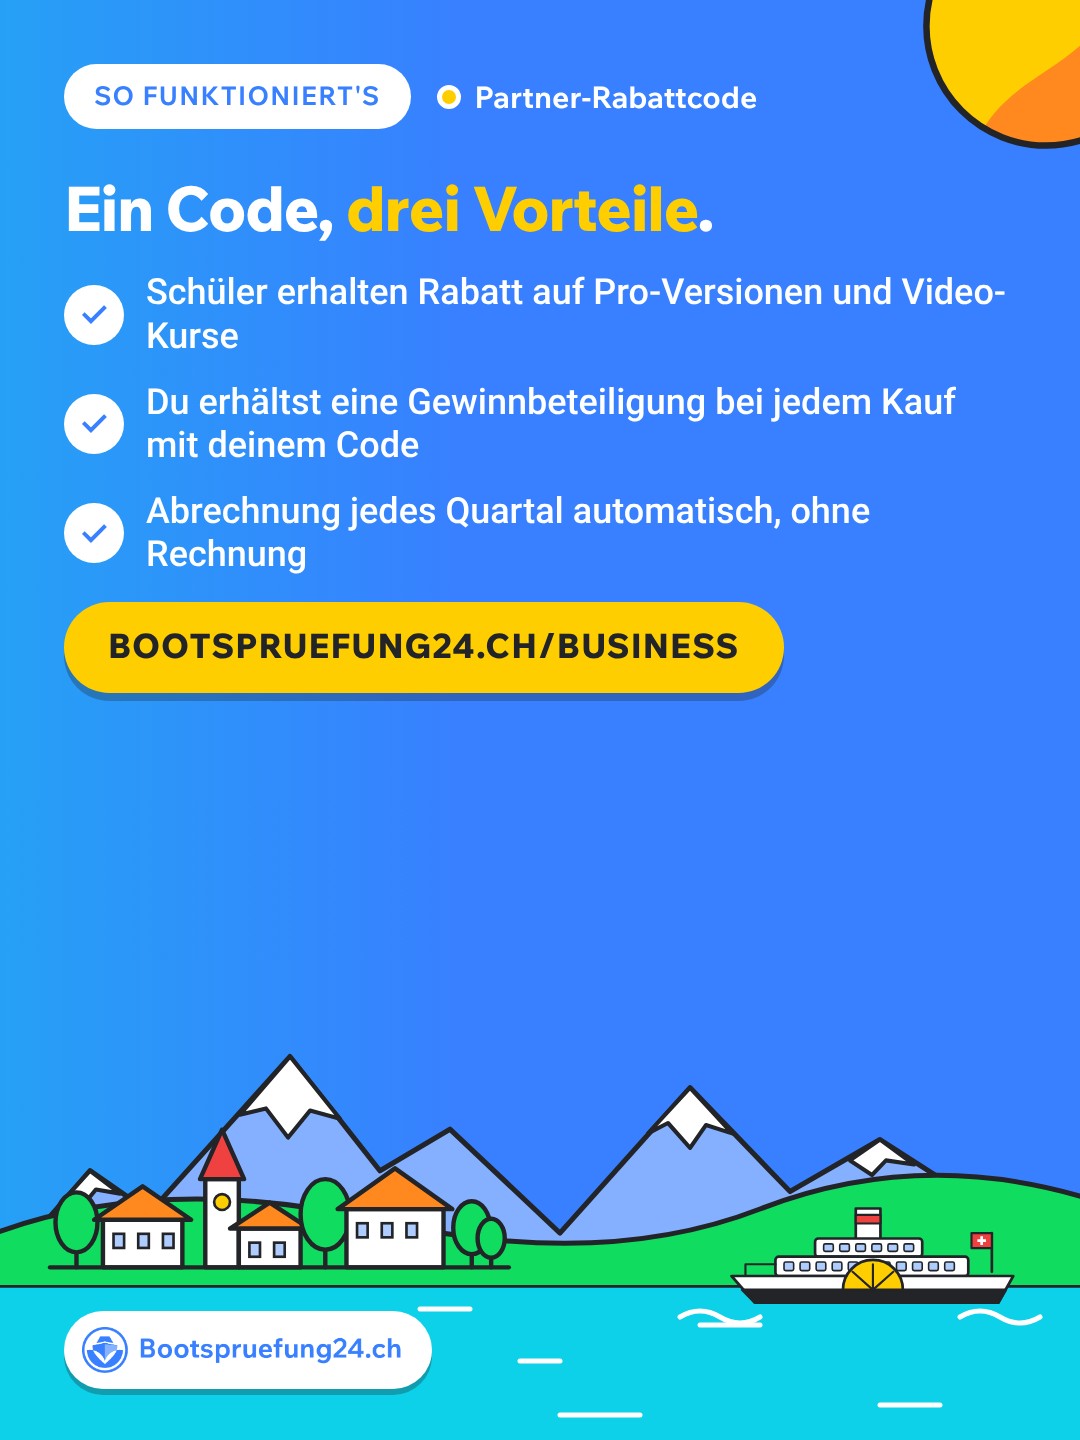 SO FUNKTIONIERT'S
Partner-Rabattcode
Ein Code, drei Vorteile.
Schüler erhalten Rabatt auf Pro-Versionen und Video-
Kurse
Du erhältst eine Gewinnbeteiligung bei jedem Kauf
mit deinem Code
Abrechnung jedes Quartal automatisch, ohne
Rechnung
BOOTSPRUEFUNG24.CH/BUSINESS
Bootspruefung24.ch